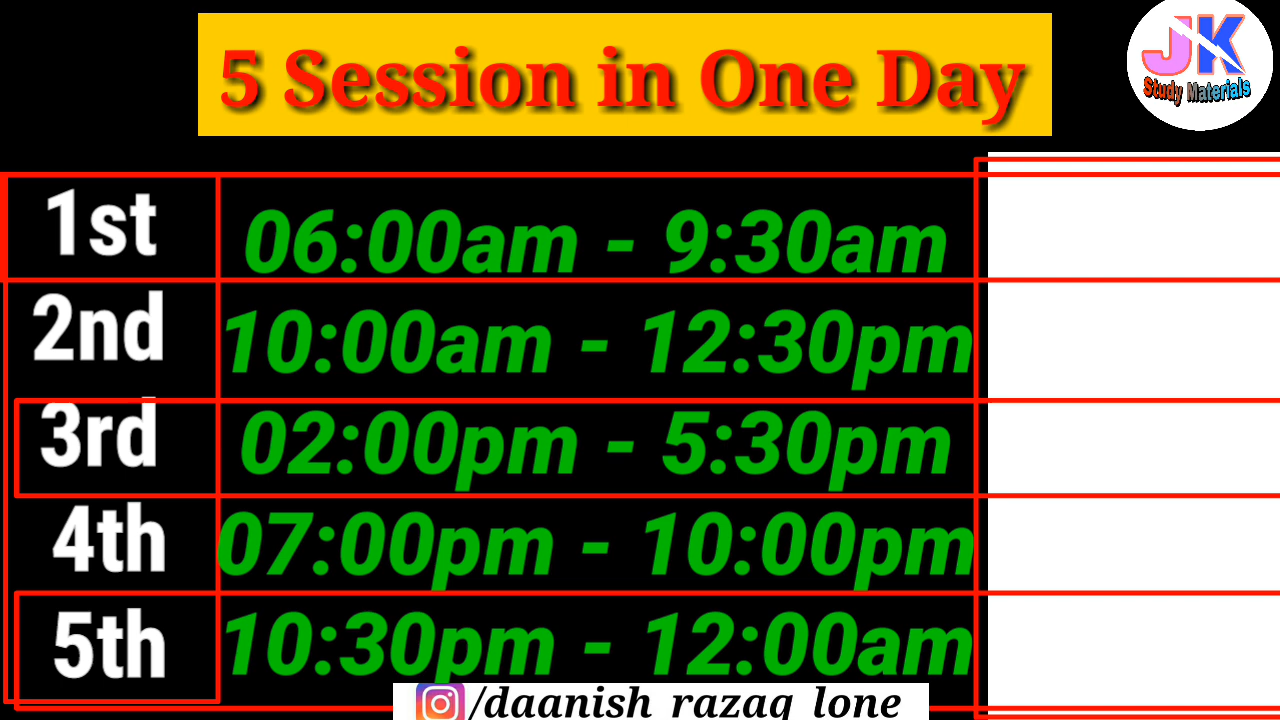 5 Session in One Day
JK
Study Materials
1st 06:00am - 9:30am
2nd 10:00am - 12:30pm
3rd 02:00pm - 5:30pm
4th 07:00pm - 10:00pm
5th 10:30pm - 12:00am
/daanish_razaq_lone